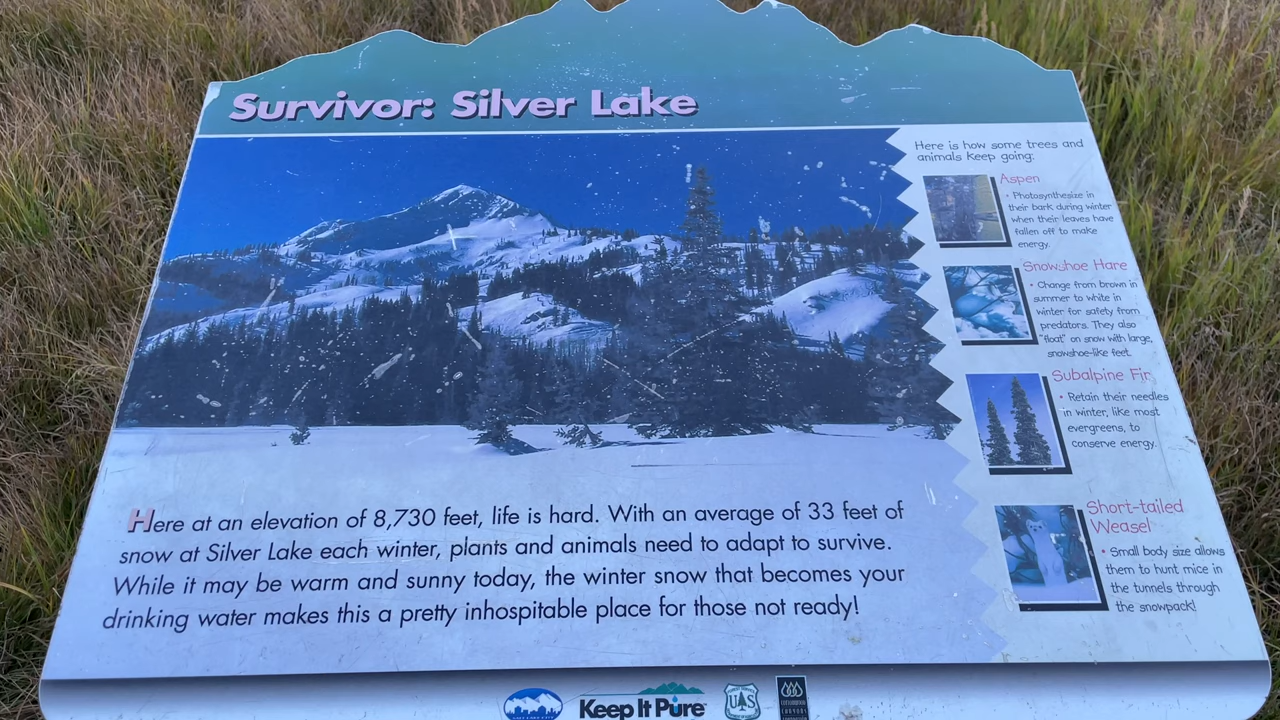 Survivor: Silver Lake
Here at an elevation of 8,730 feet, life is hard. With an average of 33 feet of
snow at Silver Lake each winter, plants and animals need to adapt to survive.
While it may be warm and sunny today, the winter snow that becomes your
drinking water makes this a pretty inhospitable place for those not ready!
Here is how some trees and
animals keep going:
Aspen
• Photosynthesize in
their bark during winter
when their leaves have
fallen off to make
energy.
Snowshoe Hare
• Change from brown in
summer to white in
winter for safety from
predators. They also
"float" on snow with large,
snowshoe-like feet.
Subalpine Fir
• Retain their needles
in winter, like most
evergreens, to
conserve energy.
Short-tailed
Weasel
• Small body size allows
them to hunt mice in
the tunnels through
the snowpack!
Keep It Pure
UAS